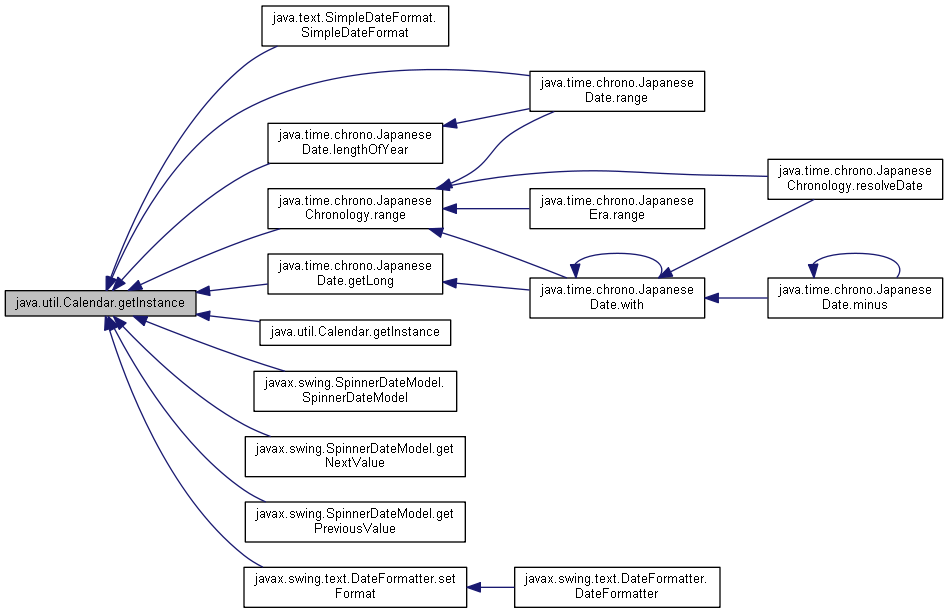 java.text.SimpleDateFormat.
SimpleDateFormat
java.time.chrono.Japanese
Date.range
java.time.chrono.Japanese
Date.lengthOfYear
java.time.chrono.Japanese
Chronology.resolveDate
java.time.chrono.Japanese
Chronology.range
java.time.chrono.Japanese
Era.range
java.time.chrono.Japanese
Date.getLong
java.util.Calendar.getInstance
java.time.chrono.Japanese
Date.with
java.time.chrono.Japanese
Date.minus
java.util.Calendar.getInstance
javax.swing.SpinnerDateModel.
SpinnerDateModel
javax.swing.SpinnerDateModel.get
NextValue
javax.swing.SpinnerDateModel.get
PreviousValue
javax.swing.text.DateFormatter.set
Format
javax.swing.text.DateFormatter.
DateFormatter